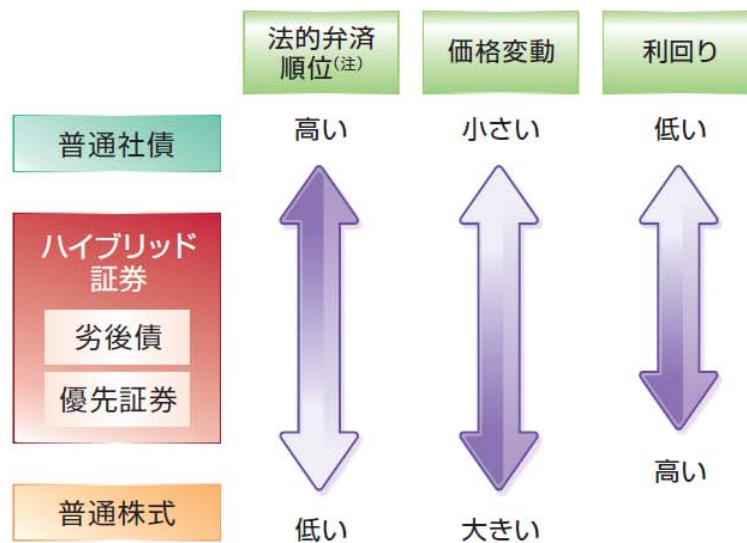 法的弁済
順位(注)
価格変動
利回り
普通社債
高い
小さい
低い
ハイブリッド
証券
劣後債
優先証券
高い
普通株式
低い
大きい